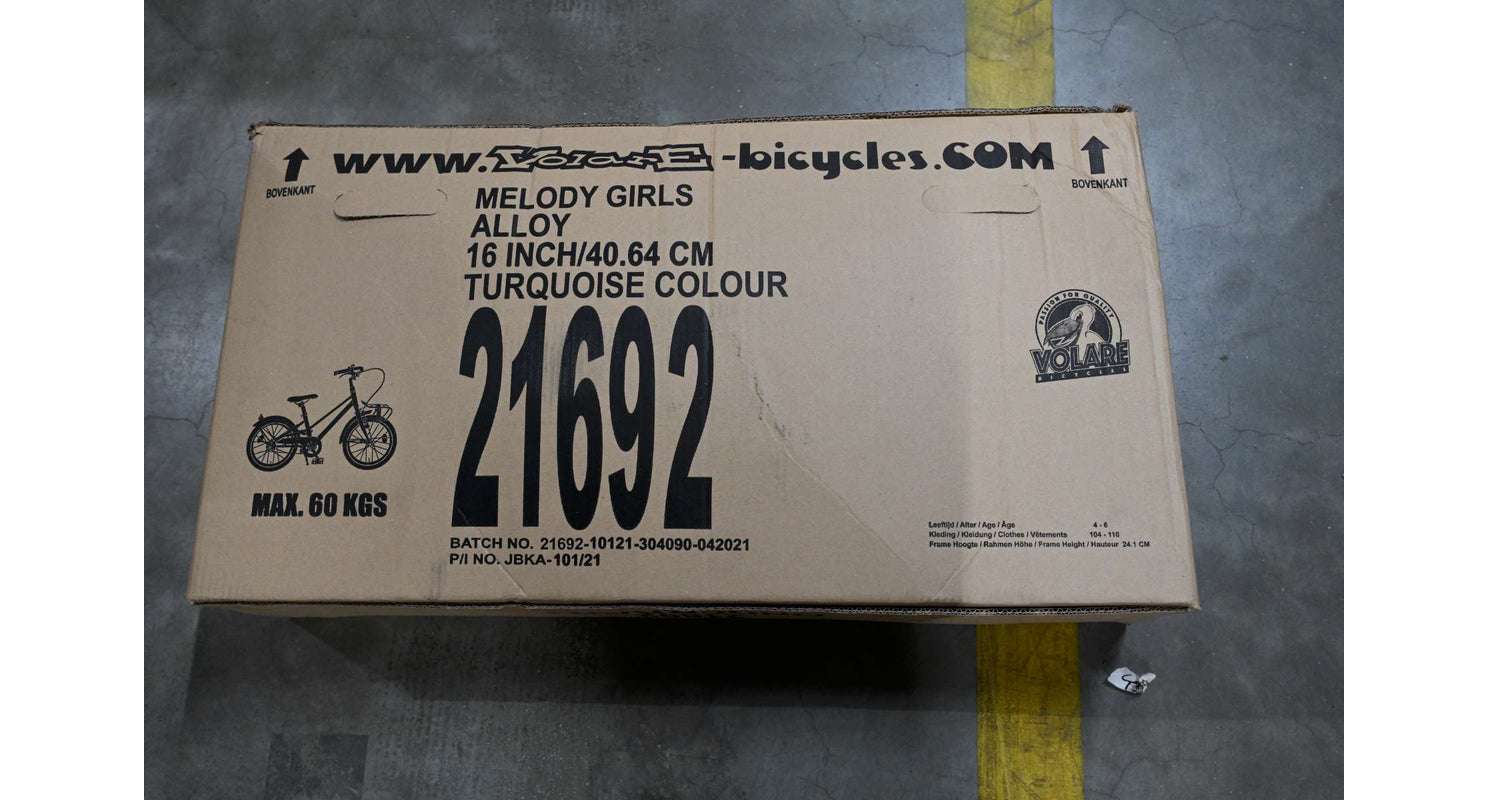 www.VolarE-bicycles.COM
BOVENKANT
BOVENKANT
MELODY GIRLS
ALLOY
16 INCH/40.64 CM
TURQUOISE COLOUR
21692
PASSION FOR QUALITY
VOLARE
BICYCLES
MAX. 60 KGS
BATCH NO. 21692-10121-304090-042021
P/I NO. JBKA-101/21
Leeftijd / Alter / Age / Âge 4 - 6
Kleding / Kleidung / Clothes / Vêtements 104 - 110
Frame Hoogte / Rahmen Höhe / Frame Height / Hauteur 24.1 CM